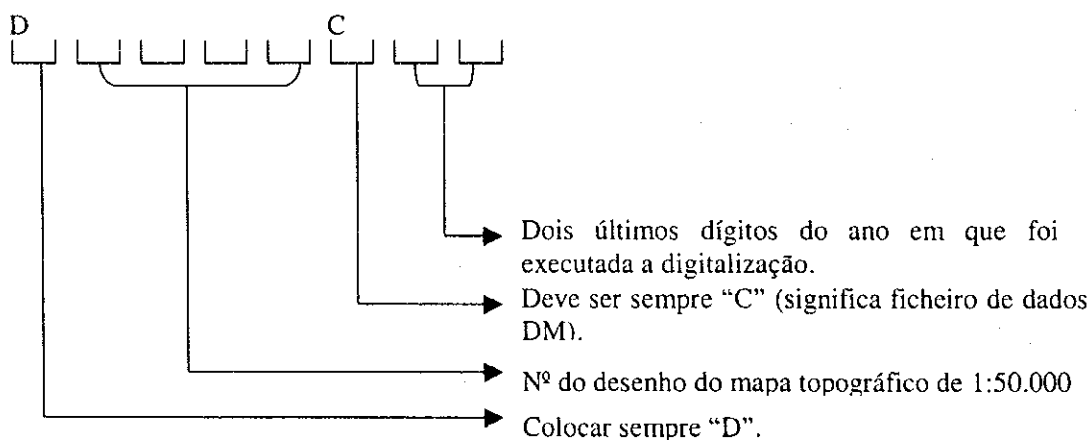 D C
Dois últimos dígitos do ano em que foi
executada a digitalização.
Deve ser sempre “C” (significa ficheiro de dados
DM).
Nº do desenho do mapa topográfico de 1:50.000
Colocar sempre “D”.